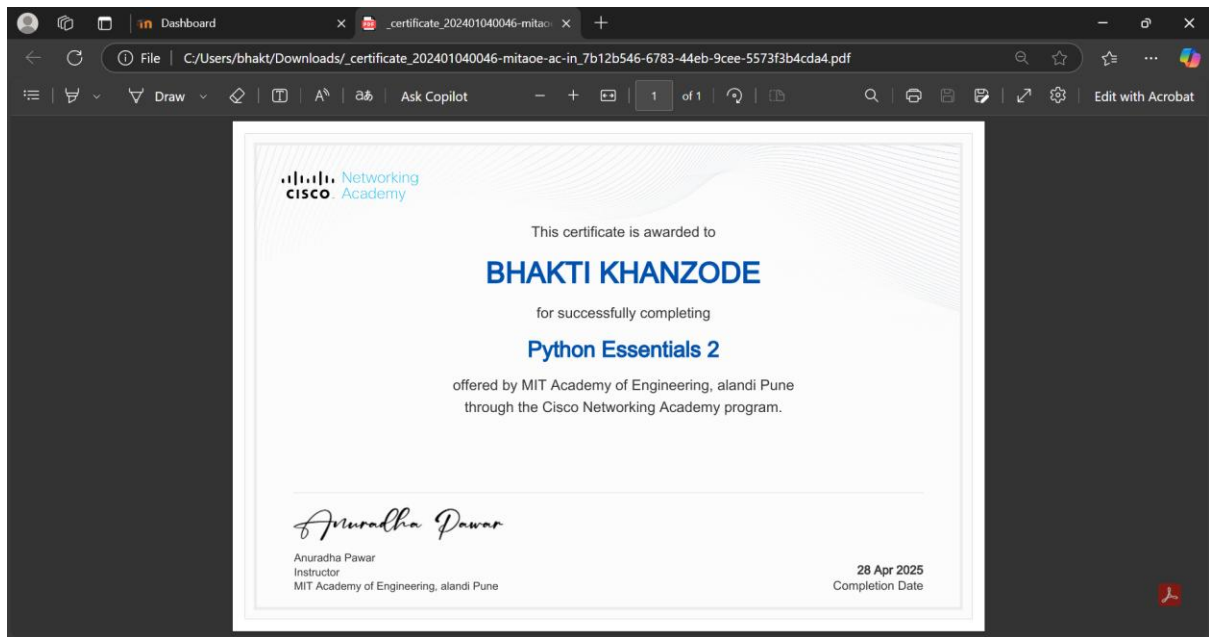 Dashboard
_certificate_202401040046-mitao
File | C:/Users/bhakt/Downloads/_certificate_202401040046-mitaoe-ac-in_7b12b546-6783-44eb-9cee-5573f3b4cda4.pdf
Draw
Ask Copilot
1 of 1
Edit with Acrobat
CISCO Networking Academy
This certificate is awarded to
BHAKTI KHANZODE
for successfully completing
Python Essentials 2
offered by MIT Academy of Engineering, alandi Pune
through the Cisco Networking Academy program.
Anuradha Pawar
Anuradha Pawar
Instructor
MIT Academy of Engineering, alandi Pune
28 Apr 2025
Completion Date